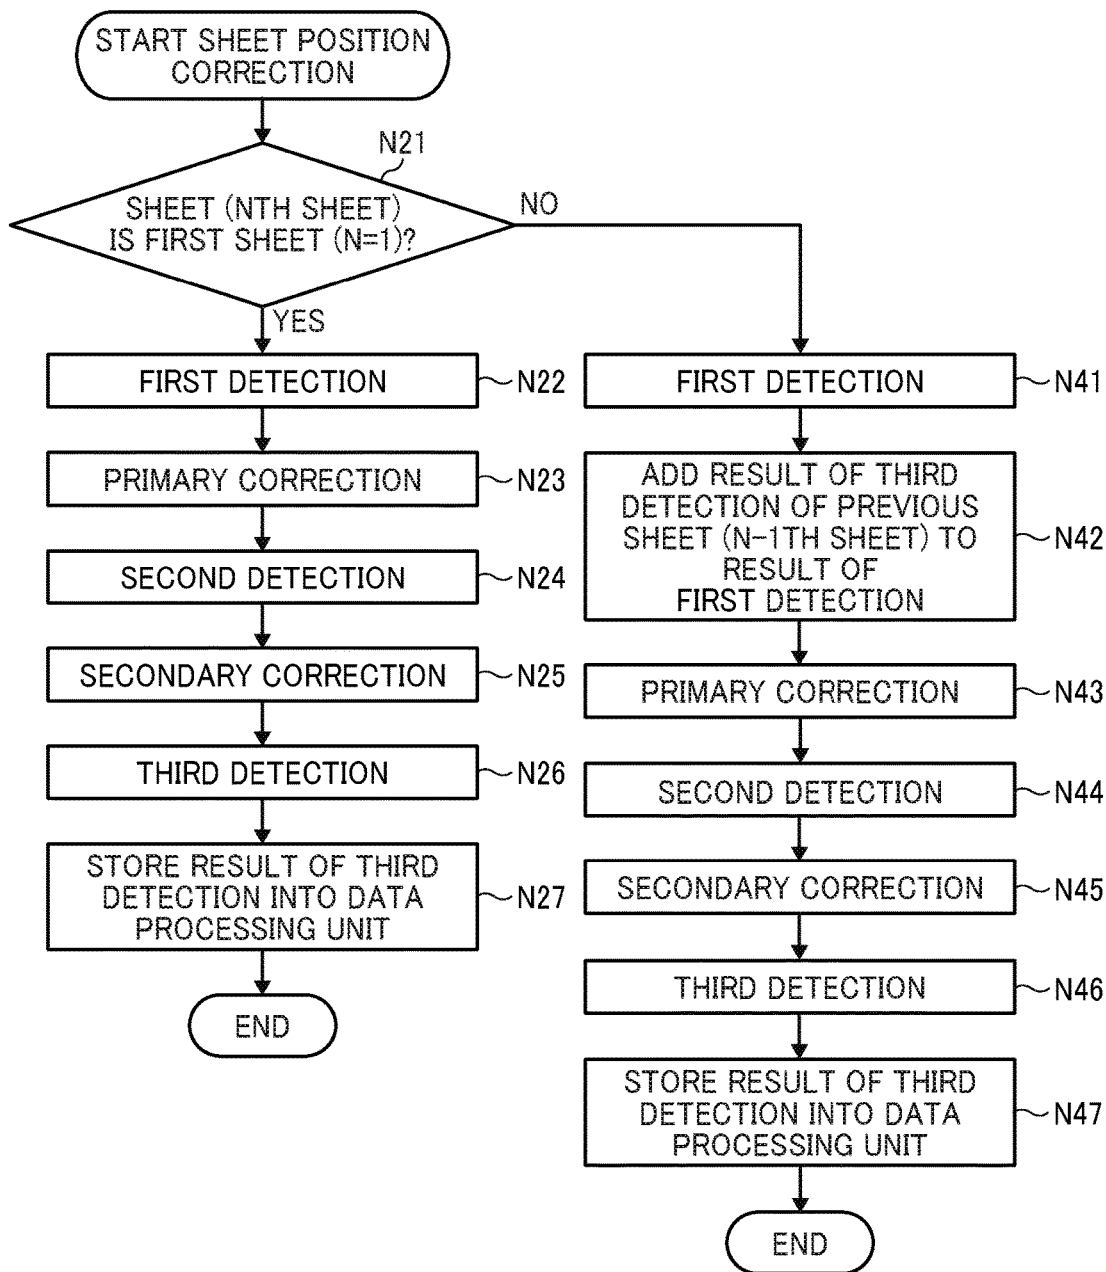 START SHEET POSITION
CORRECTION
N21
SHEET (NTH SHEET)
IS FIRST SHEET (N=1)?
NO
YES
FIRST DETECTION
N22
PRIMARY CORRECTION
N23
SECOND DETECTION
N24
SECONDARY CORRECTION
N25
THIRD DETECTION
N26
STORE RESULT OF THIRD
DETECTION INTO DATA
PROCESSING UNIT
N27
END
FIRST DETECTION
N41
ADD RESULT OF THIRD
DETECTION OF PREVIOUS
SHEET (N-1TH SHEET) TO
RESULT OF
FIRST DETECTION
N42
PRIMARY CORRECTION
N43
SECOND DETECTION
N44
SECONDARY CORRECTION
N45
THIRD DETECTION
N46
STORE RESULT OF THIRD
DETECTION INTO DATA
PROCESSING UNIT
N47
END